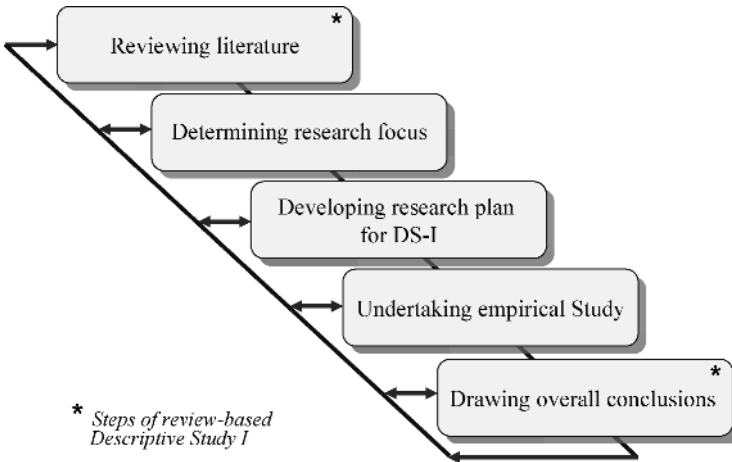 *
Reviewing literature
Determining research focus
Developing research plan
for DS-I
Undertaking empirical Study
*
Drawing overall conclusions
* Steps of review-based
Descriptive Study I